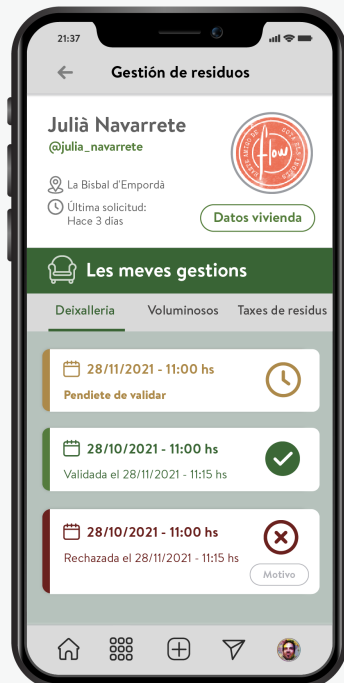 21:37
Gestión de residuos
Julià Navarrete
@julia_navarrete
La Bisbal d'Empordà
Última solicitud:
Hace 3 dias
flow
Datos vivienda
Les meves gestions
Deixalleria Voluminosos Taxes de residus
28/11/2021 - 11:00 hs
Pendiete de validar
28/10/2021 - 11:00 hs
Validada el 28/11/2021 - 11:15 hs
28/10/2021 - 11:00 hs
Rechazada el 28/11/2021 - 11:15 hs
Motivo